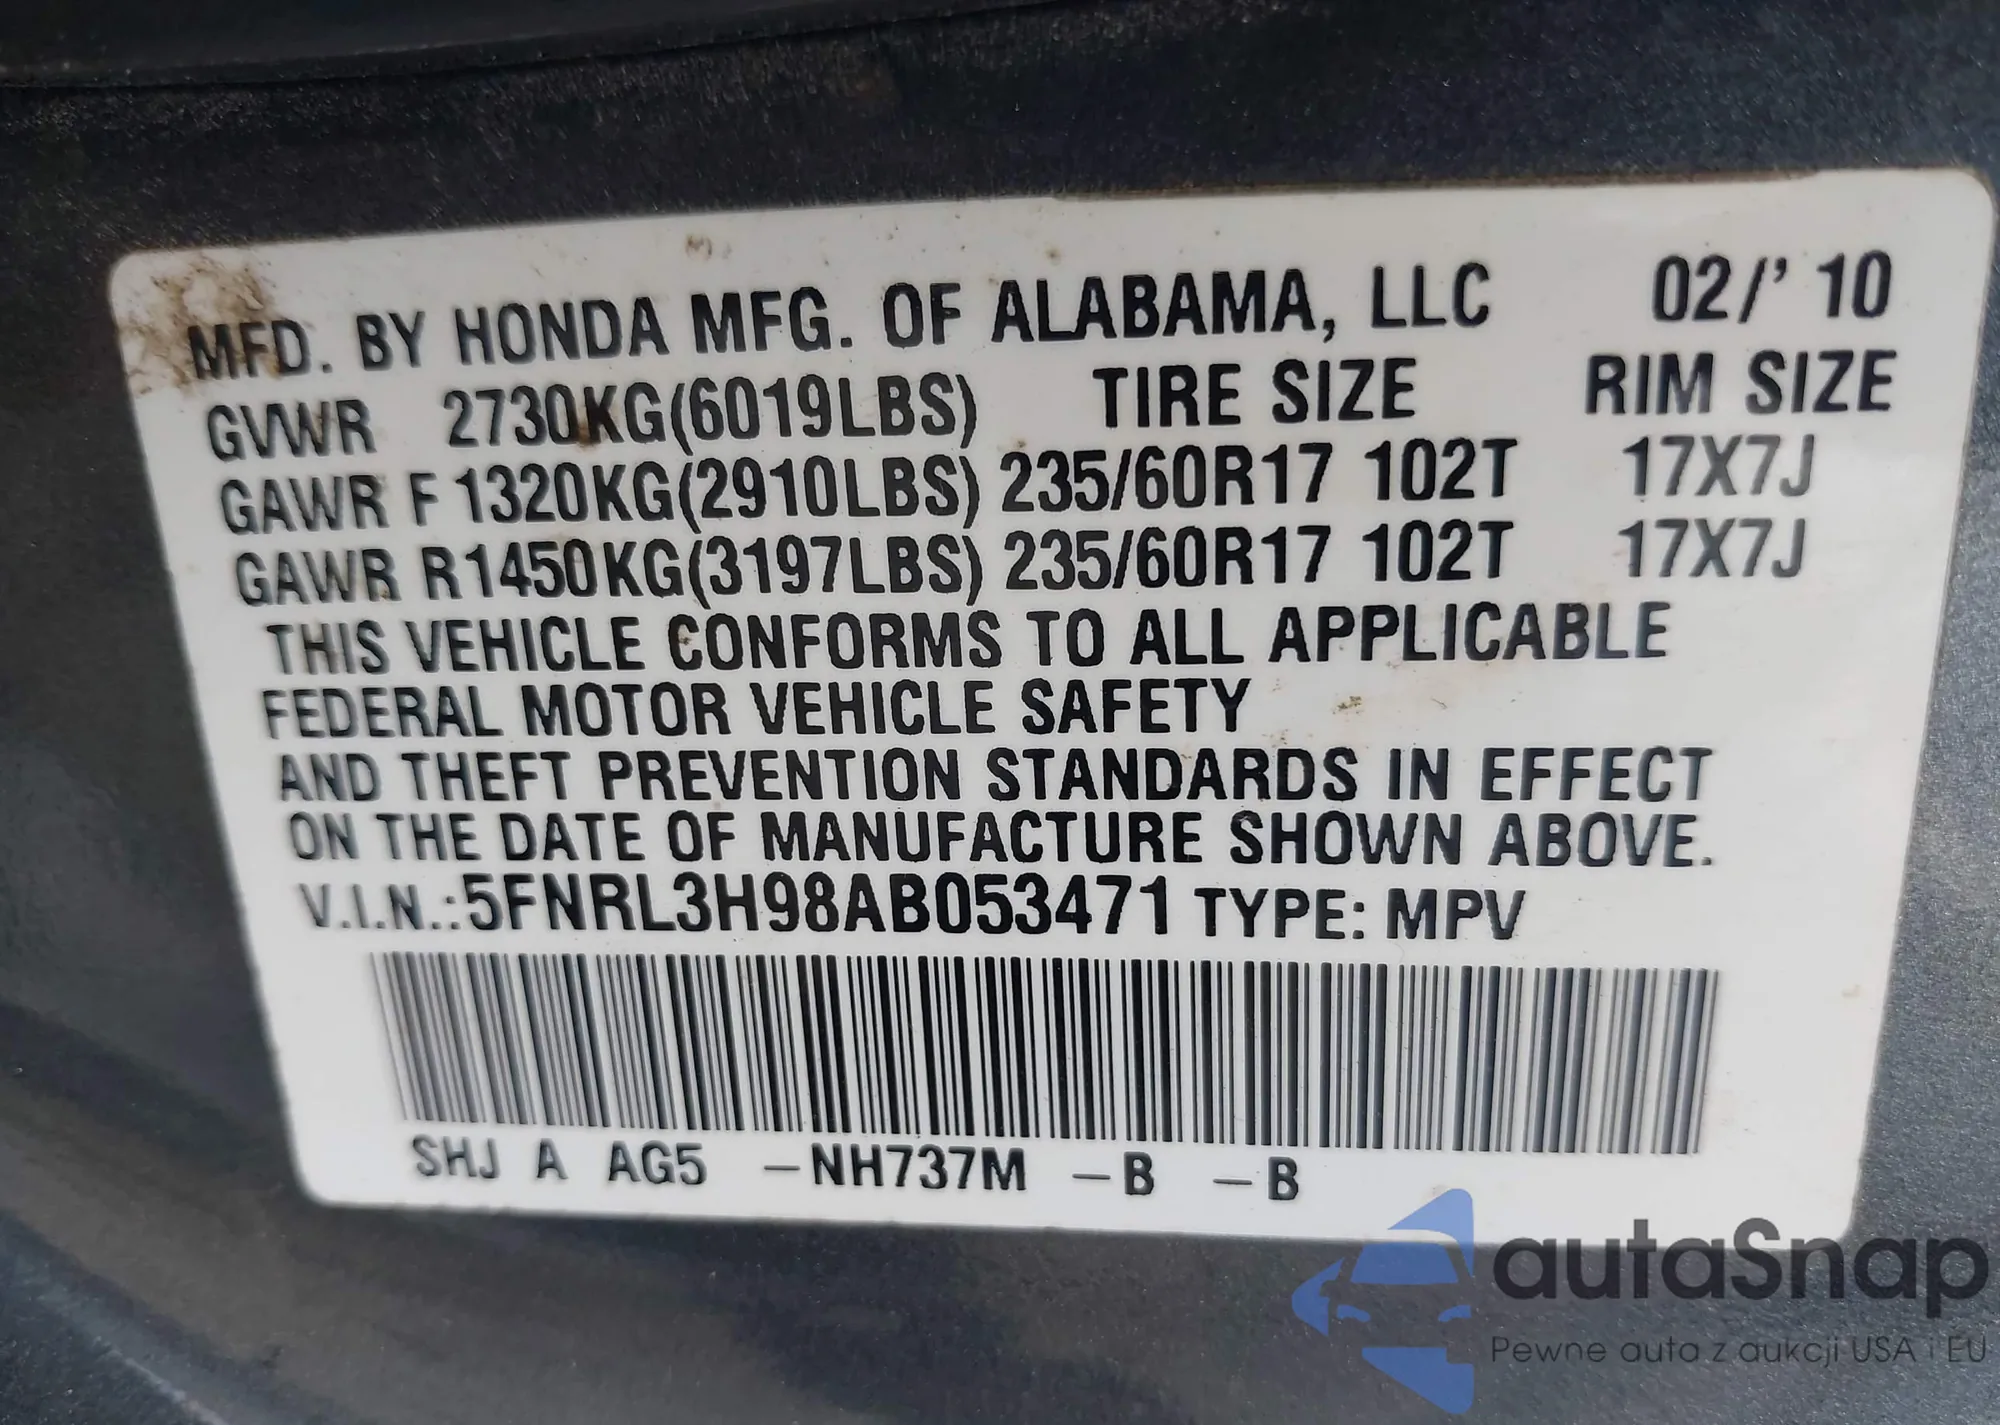 MFD. BY HONDA MFG. OF ALABAMA, LLC 02/' 10
GVWR 2730KG(6019LBS) TIRE SIZE RIM SIZE
GAWR F 1320KG(2910LBS) 235/60R17 102T 17X7J
GAWR R1450KG(3197LBS) 235/60R17 102T 17X7J
THIS VEHICLE CONFORMS TO ALL APPLICABLE
FEDERAL MOTOR VEHICLE SAFETY
AND THEFT PREVENTION STANDARDS IN EFFECT
ON THE DATE OF MANUFACTURE SHOWN ABOVE.
V.I.N.:5FNRL3H98AB053471 TYPE: MPV
SHJ A AG5 –NH737M –B –B
autaSnap
Pewne auta z aukcji USA i EU